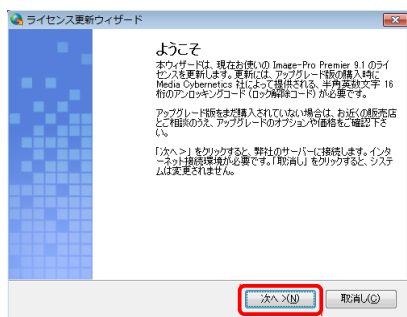 ライセンス更新ウィザード
ようこそ
本ウィザードは、現在お使いの Image-Pro Premier 9.1 のライ
センスを更新します。更新には、アップグレード版の購入時に
Media Cybernetics 社によって提供される、半角英数文字 16
桁のアンロッキングコード (ロック解除コード) が必要です。
アップグレード版をまだ購入されていない場合は、お近くの販売店
とご相談のうえ、アップグレードのオプションや価格をご確認下さ
い。
「次へ >」をクリックすると、弊社のサーバーに接続します。インタ
ーネット接続環境が必要です。「取消し」をクリックすると、システ
ムは変更されません。
次へ >(N)
取消し(C)